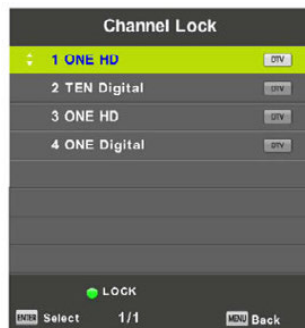 Channel Lock
1 ONE HD DTV
2 TEN Digital DTV
3 ONE HD DTV
4 ONE Digital DTV
LOCK
ENTER Select 1/1 MENU Back